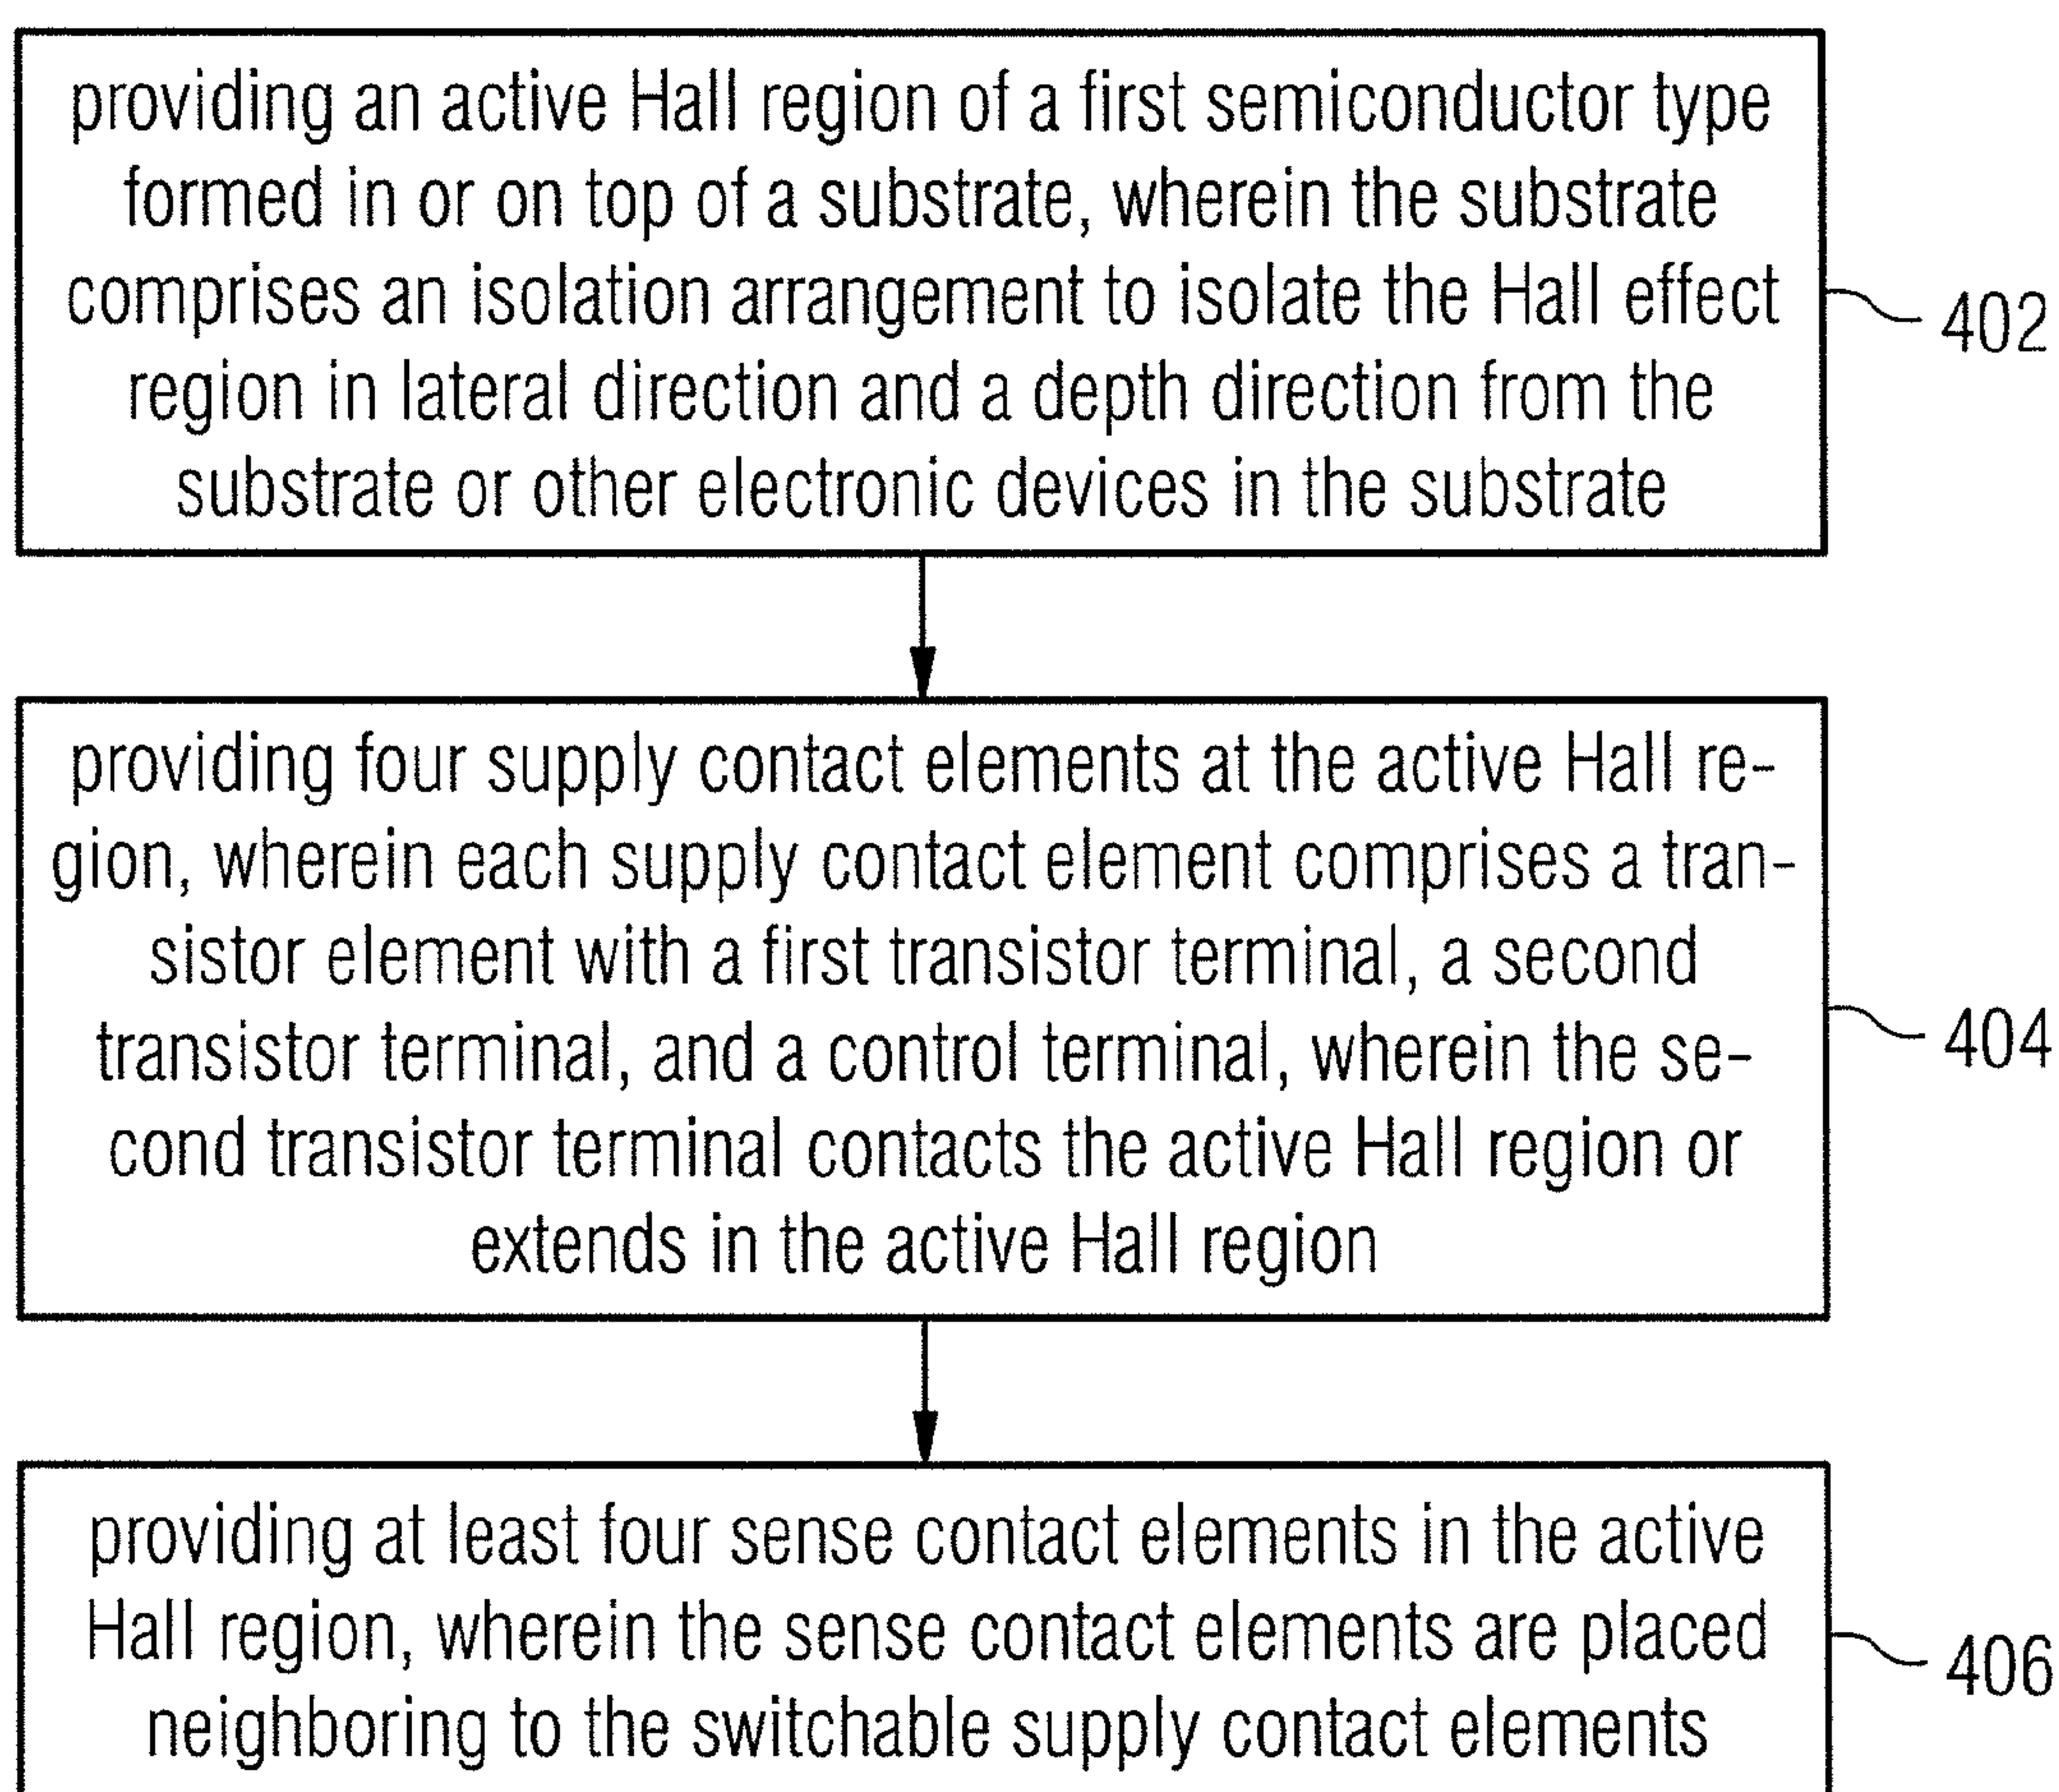 providing an active Hall region of a first semiconductor type
formed in or on top of a substrate, wherein the substrate
comprises an isolation arrangement to isolate the Hall effect
region in lateral direction and a depth direction from the
substrate or other electronic devices in the substrate
402
providing four supply contact elements at the active Hall re-
gion, wherein each supply contact element comprises a tran-
sistor element with a first transistor terminal, a second
transistor terminal, and a control terminal, wherein the se-
cond transistor terminal contacts the active Hall region or
extends in the active Hall region
404
providing at least four sense contact elements in the active
Hall region, wherein the sense contact elements are placed
neighboring to the switchable supply contact elements
406